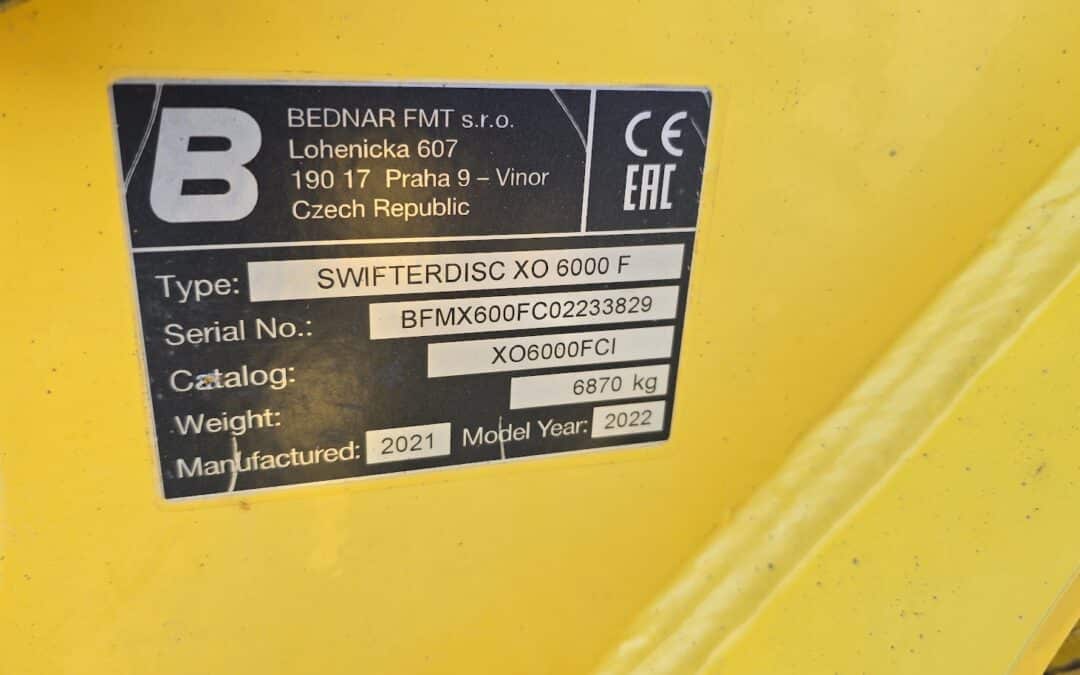 B
BEDNAR FMT s.r.o.
Lohenicka 607
190 17 Praha 9 – Vinor
Czech Republic
CE
EAC
Type: SWIFTERDISC XO 6000 F
Serial No.: BFMX600FC02233829
Catalog: XO6000FCI
Weight: 6870 kg
Manufactured: 2021 Model Year: 2022